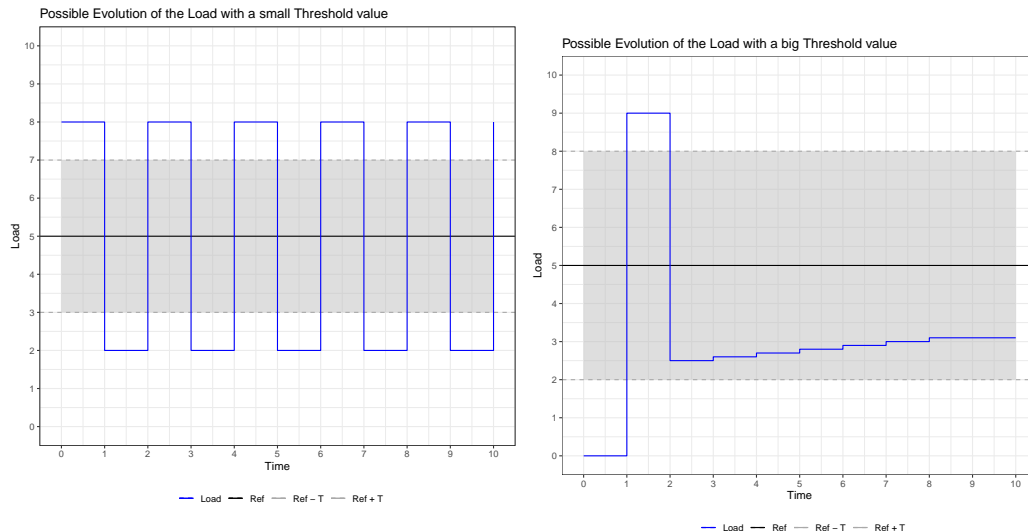 Possible Evolution of the Load with a small Threshold value
10
9
8
7
6
5
4
3
2
1
0
Load
0 1 2 3 4 5 6 7 8 9 10
Time
Load Ref Ref − T Ref + T
Possible Evolution of the Load with a big Threshold value
10
9
8
7
6
5
4
3
2
1
0
Load
0 1 2 3 4 5 6 7 8 9 10
Time
Load Ref Ref − T Ref + T